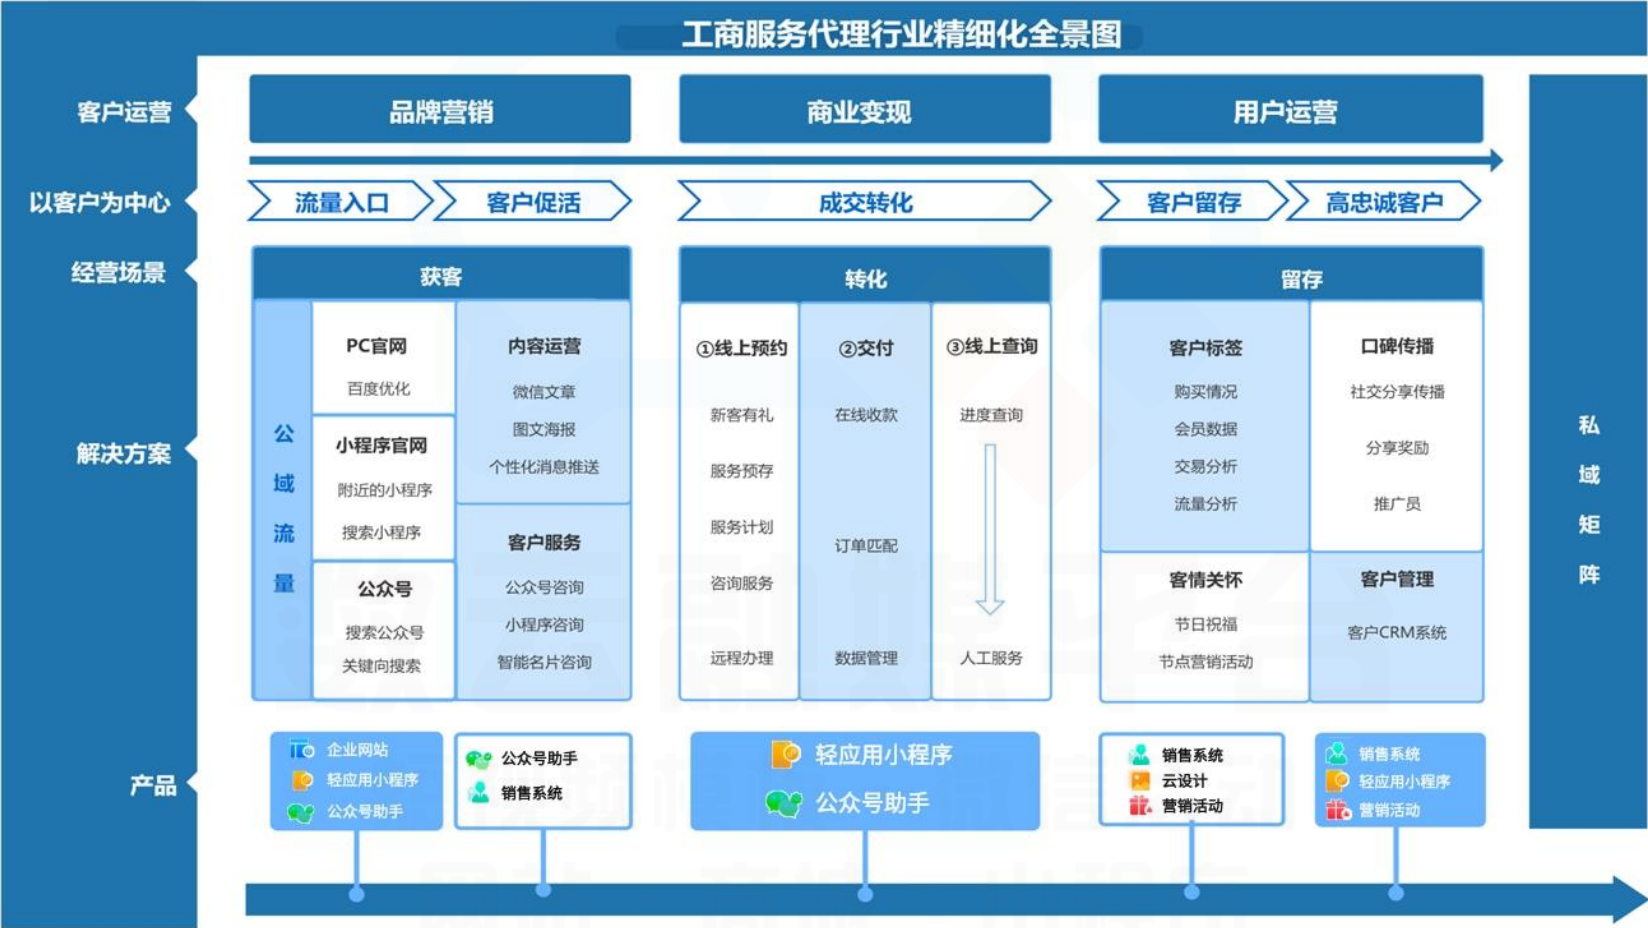 工商服务代理行业精细化全景图
客户运营
品牌营销
商业变现
用户运营
以客户为中心
流量入口
客户促活
成交转化
客户留存
高忠诚客户
经营场景
获客
转化
留存
解决方案
公域流量
PC官网
百度优化
小程序官网
附近的小程序
搜索小程序
公众号
搜索公众号
关键向搜索
内容运营
微信文章
图文海报
个性化消息推送
客户服务
公众号咨询
小程序咨询
智能名片咨询
①线上预约
新客有礼
服务预存
服务计划
咨询服务
远程办理
②交付
在线收款
订单匹配
数据管理
③线上查询
进度查询
人工服务
客户标签
购买情况
会员数据
交易分析
流量分析
客情关怀
节日祝福
节点营销活动
口碑传播
社交分享传播
分享奖励
推广员
客户管理
客户CRM系统
私域矩阵
产品
企业网站
轻应用小程序
公众号助手
公众号助手
销售系统
轻应用小程序
公众号助手
销售系统
云设计
营销活动
销售系统
轻应用小程序
营销活动